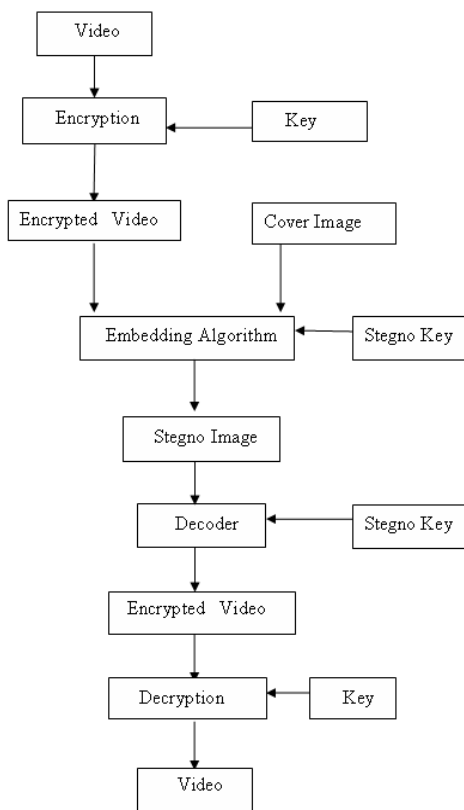 Video
Encryption
Key
Encrypted Video
Cover Image
Embedding Algorithm
Stegno Key
Stegno Image
Decoder
Stegno Key
Encrypted Video
Decryption
Key
Video